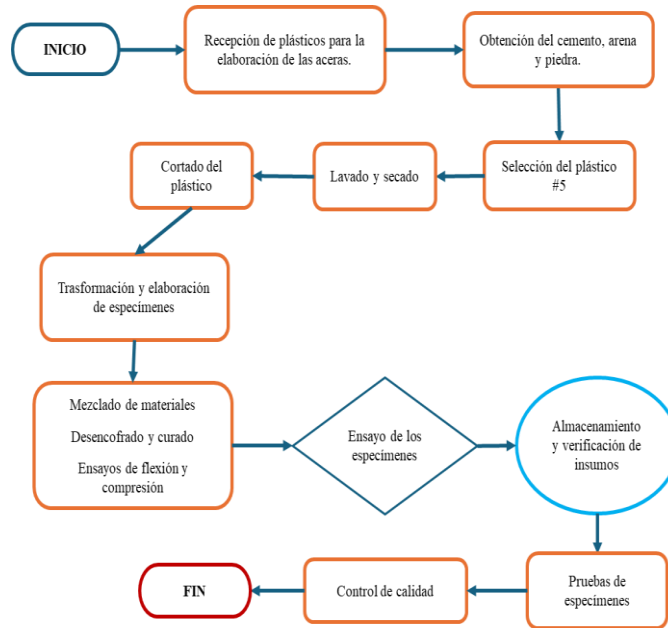 INICIO
Recepción de plásticos para la
elaboración de las aceras.
Obtención del cemento, arena
y piedra.
Selección del plástico
#5
Lavado y secado
Cortado del
plástico
Trasformación y elaboración
de especímenes
Mezclado de materiales
Desencofrado y curado
Ensayos de flexión y
compresión
Ensayo de los
especímenes
Almacenamiento
y verificación de
insumos
Pruebas de
especímenes
Control de calidad
FIN